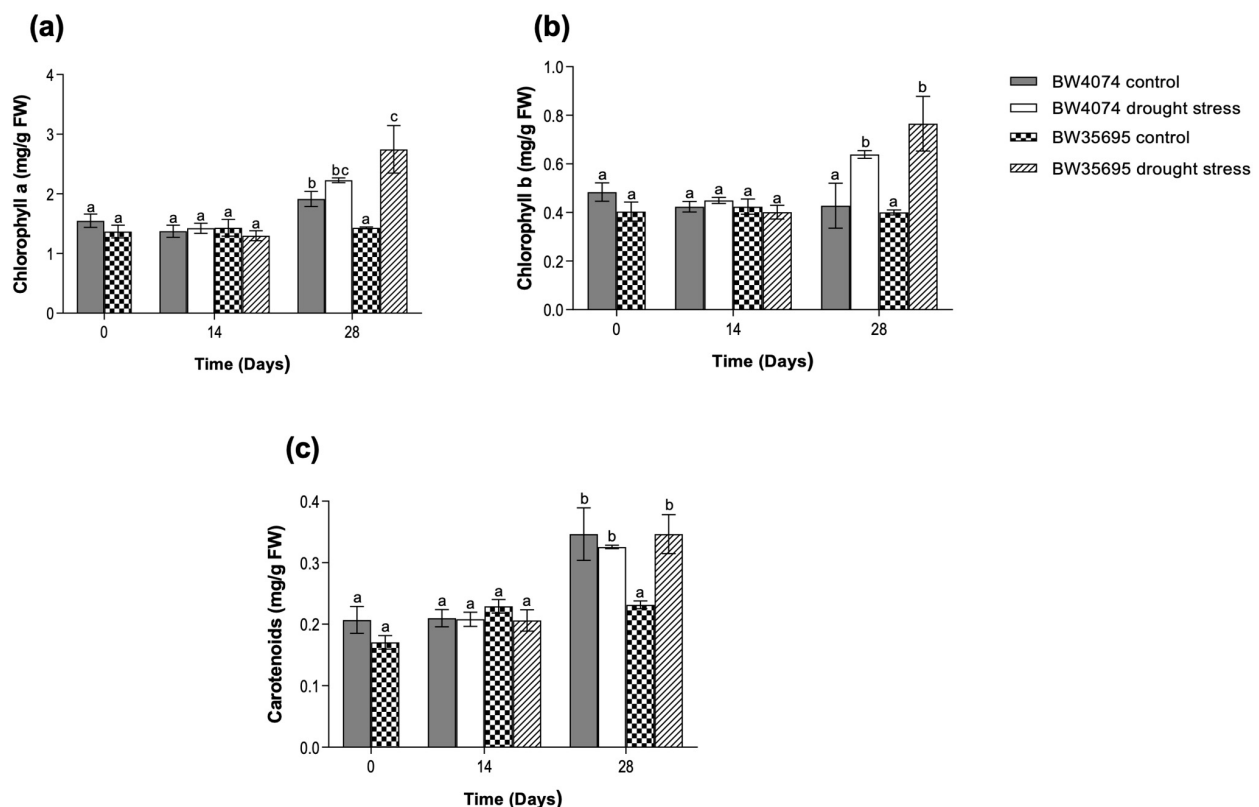 (a)
Chlorophyll a (mg/g FW)
4
3
2
1
0
a a a a a a b bc a c
0 14 28
Time (Days)
(b)
Chlorophyll b (mg/g FW)
1.0
0.8
0.6
0.4
0.2
0.0
a a a a a a a b a b
0 14 28
Time (Days)
BW4074 control
BW4074 drought stress
BW35695 control
BW35695 drought stress
(c)
Carotenoids (mg/g FW)
0.4
0.3
0.2
0.1
0.0
a a a a a a b b a b
0 14 28
Time (Days)